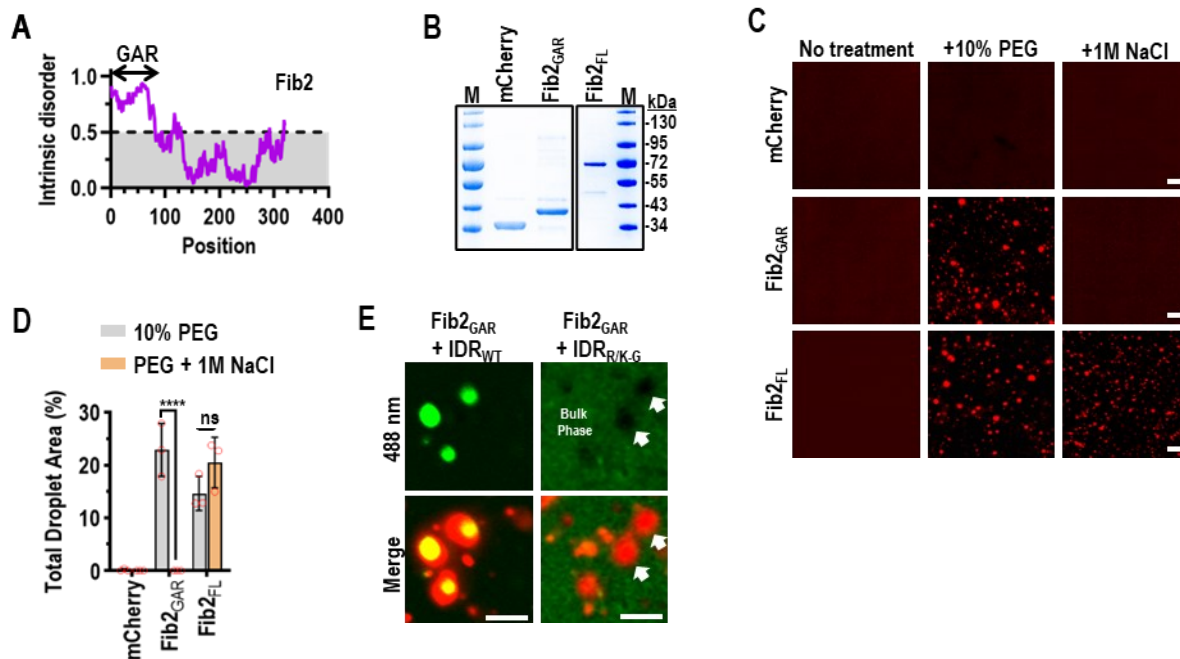 A
GAR
Fib2
Intrinsic disorder
1.0
0.5
0.0
0 100 200 300 400
Position
B
M mCherry Fib2GAR Fib2FL M kDa
-130
-95
-72
-55
-43
-34
C
No treatment +10% PEG +1M NaCl
mCherry
Fib2GAR
Fib2FL
D
10% PEG
PEG + 1M NaCl
Total Droplet Area (%)
30
20
10
0
**** ns
mCherry Fib2GAR Fib2FL
E
Fib2GAR + IDRWT
Fib2GAR + IDRR/K-G
488 nm
Bulk
Phase
Merge